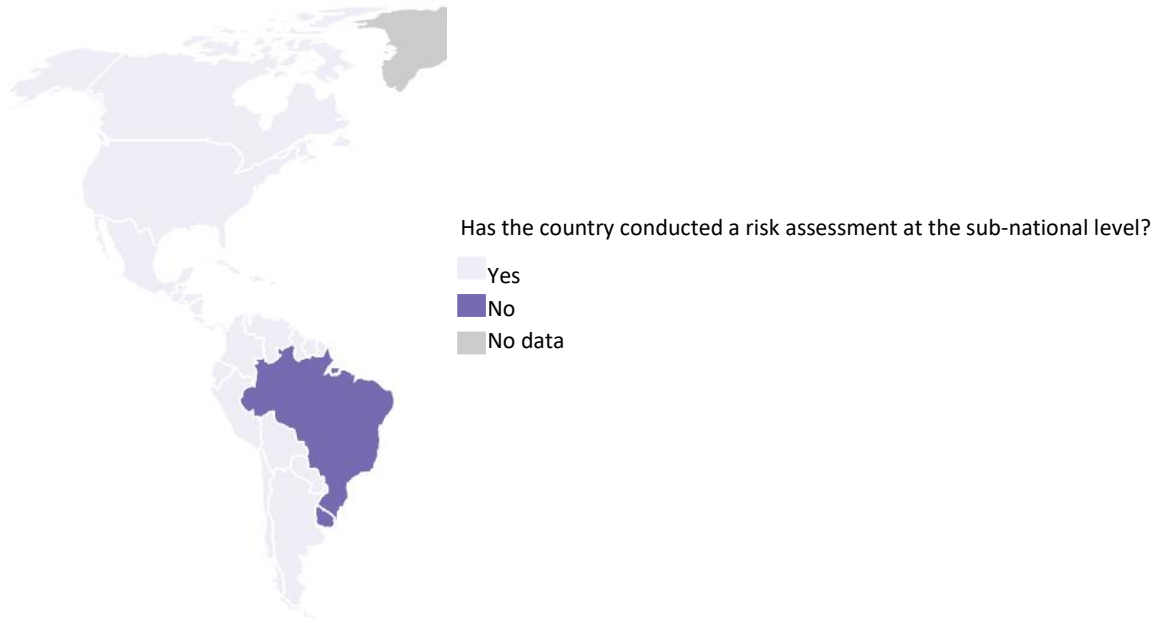 Has the country conducted a risk assessment at the sub-national level?
Yes
No
No data